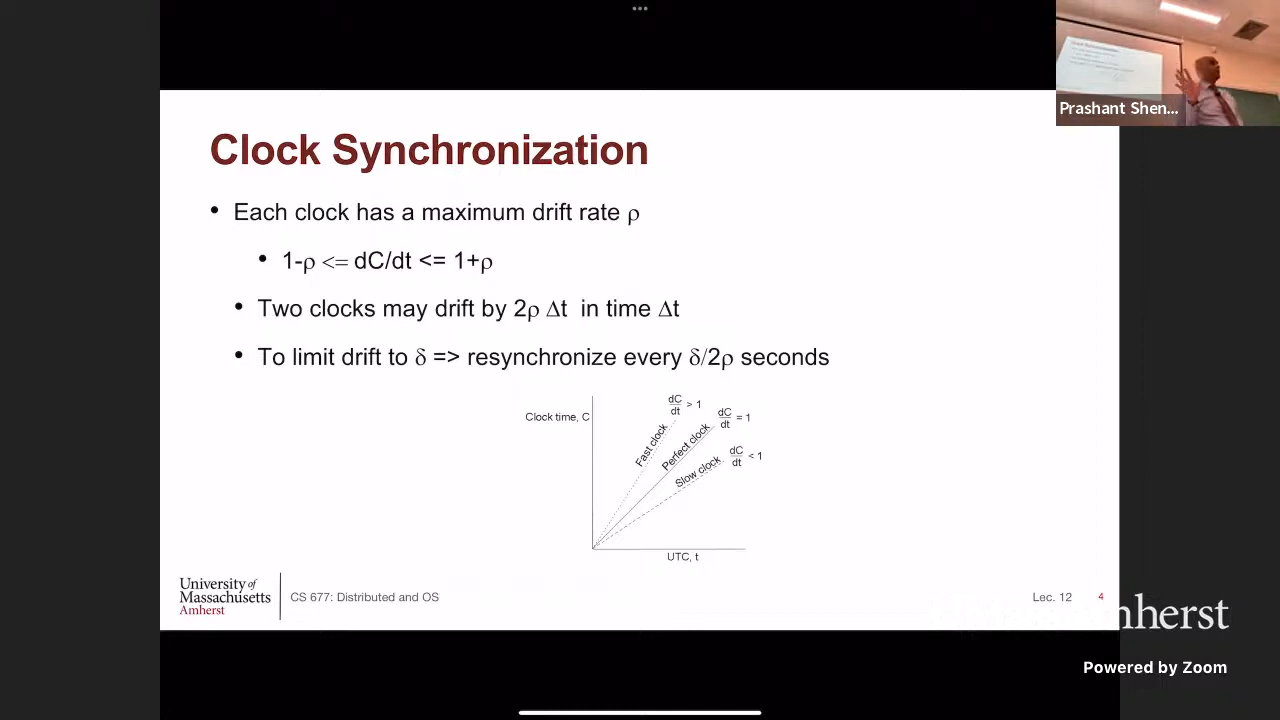 Prashant Shen...
Clock Synchronization
• Each clock has a maximum drift rate ρ
• 1-ρ <= dC/dt <= 1+ρ
• Two clocks may drift by 2ρ Δt in time Δt
• To limit drift to δ => resynchronize every δ/2ρ seconds
Clock time, C
dC/dt > 1
dC/dt = 1
dC/dt < 1
Fast clock
Perfect clock
Slow clock
UTC, t
University of
Massachusetts
Amherst
CS 677: Distributed and OS
Lec. 12
4
Amherst
Powered by Zoom